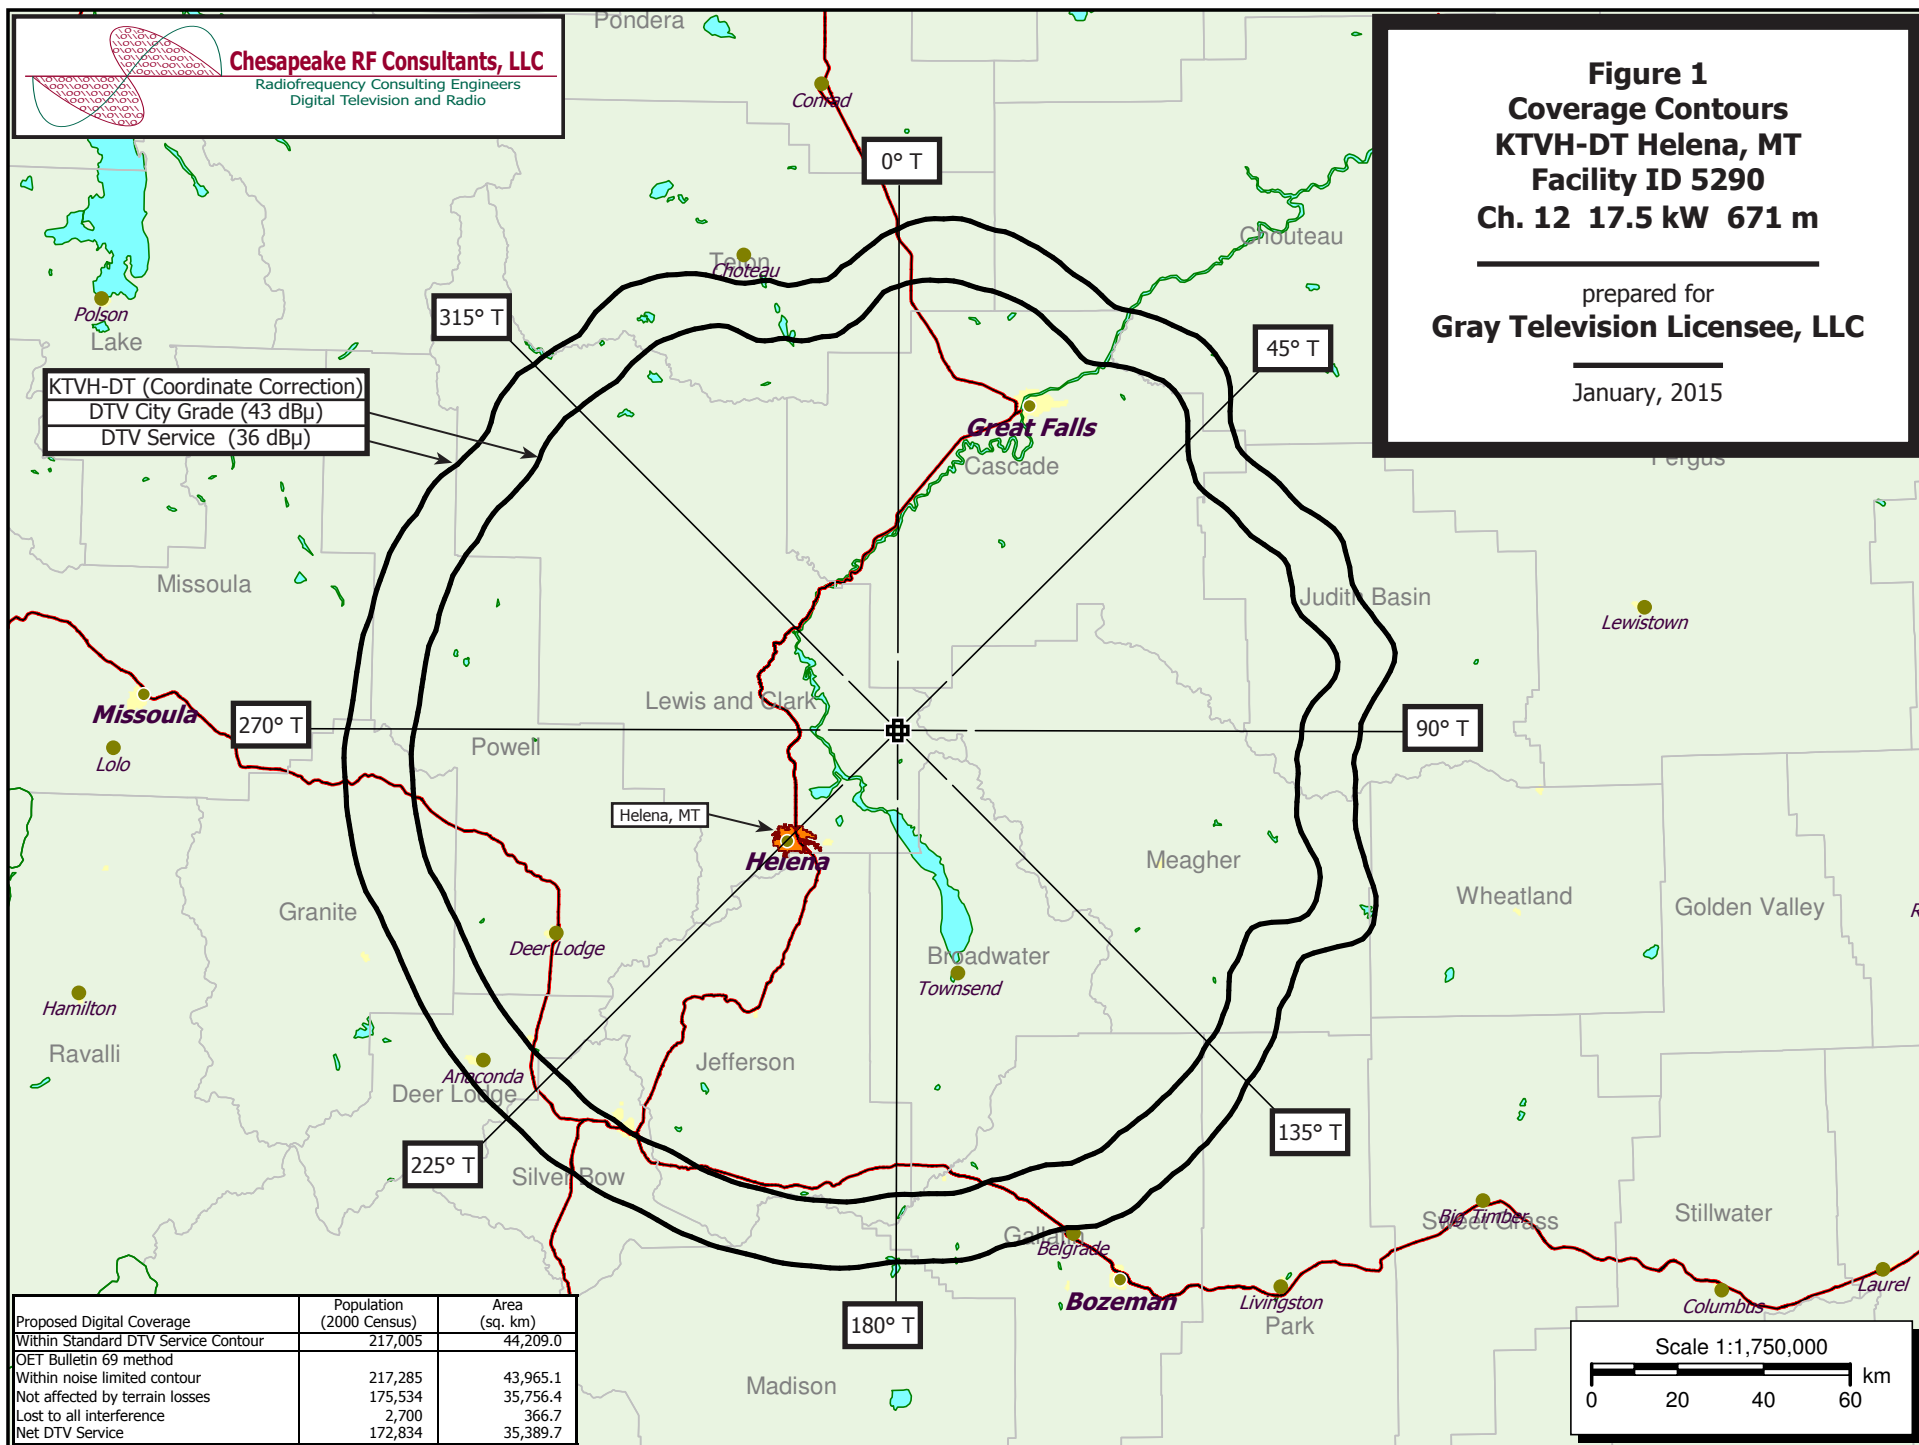 Chesapeake RF Consultants, LLC
Radiofrequency Consulting Engineers
Digital Television and Radio
Figure 1
Coverage Contours
KTVH-DT Helena, MT
Facility ID 5290
Ch. 12 17.5 kW 671 m
prepared for
Gray Television Licensee, LLC
January, 2015
Pondera
Conrad
0° T
Chouteau
Teton
Choteau
Polson
Lake
315° T
45° T
KTVH-DT (Coordinate Correction)
DTV City Grade (43 dBµ)
DTV Service (36 dBµ)
Great Falls
Cascade
Fergus
Missoula
Judith Basin
Lewistown
Missoula
Lolo
270° T
Lewis and Clark
Powell
90° T
Helena, MT
Helena
Meagher
Wheatland
Golden Valley
R
Granite
Deer Lodge
Broadwater
Townsend
Hamilton
Ravalli
Jefferson
Anaconda
Deer Lodge
135° T
225° T
Silver Bow
Gallatin
Belgrade
Big Timber
Sweet Grass
Stillwater
Bozeman
Livingston
Park
Columbus
Laurel
180° T
Madison
Proposed Digital Coverage Population (2000 Census) Area (sq. km)
Within Standard DTV Service Contour 217,005 44,209.0
OET Bulletin 69 method
Within noise limited contour 217,285 43,965.1
Not affected by terrain losses 175,534 35,756.4
Lost to all interference 2,700 366.7
Net DTV Service 172,834 35,389.7
Scale 1:1,750,000
km
0 20 40 60